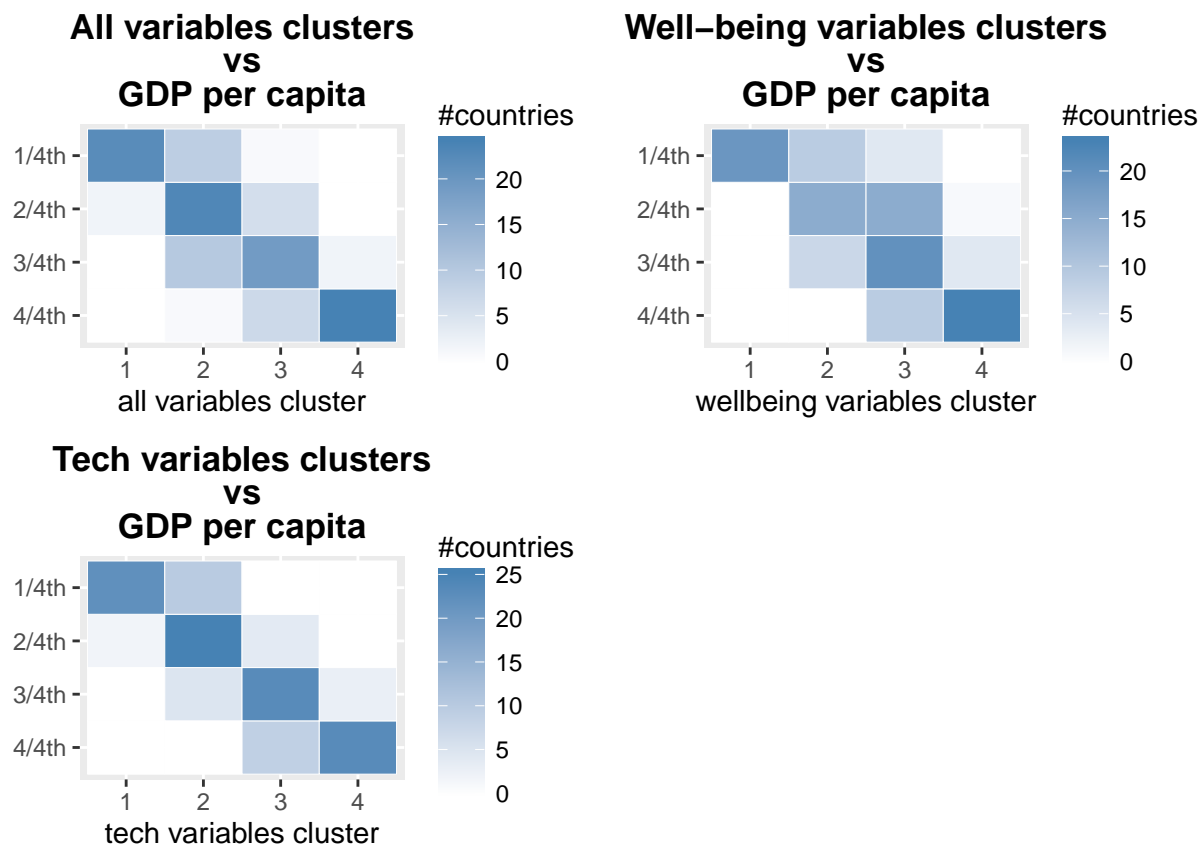 All variables clusters
vs
GDP per capita
#countries
1/4th
2/4th
3/4th
4/4th
20
15
10
5
0
1 2 3 4
all variables cluster
Well−being variables clusters
vs
GDP per capita
#countries
1/4th
2/4th
3/4th
4/4th
20
15
10
5
0
1 2 3 4
wellbeing variables cluster
Tech variables clusters
vs
GDP per capita
#countries
1/4th
2/4th
3/4th
4/4th
25
20
15
10
5
0
1 2 3 4
tech variables cluster